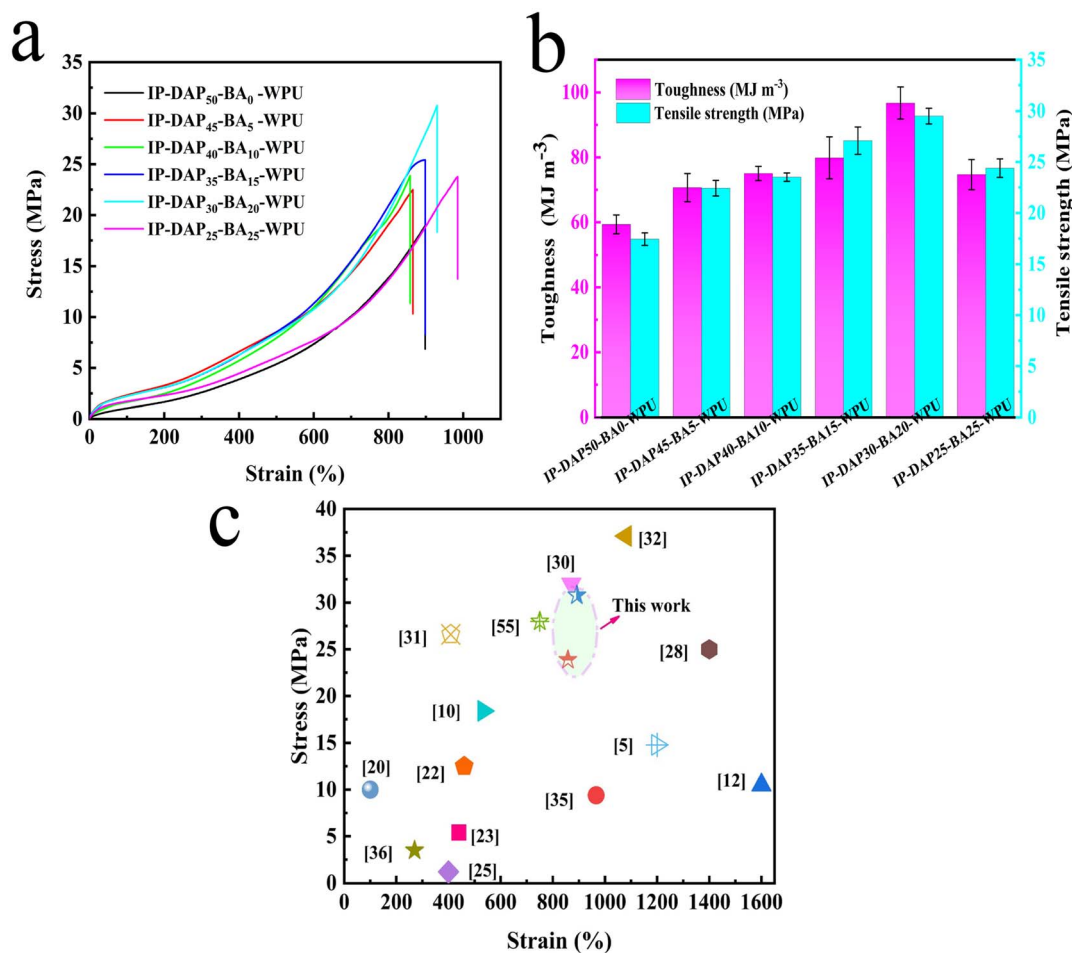 a
35
30
25
20
15
10
5
0
Stress (MPa)
IP-DAP₅₀-BA₀ -WPU
IP-DAP₄₅-BA₅ -WPU
IP-DAP₄₀-BA₁₀-WPU
IP-DAP₃₅-BA₁₅-WPU
IP-DAP₃₀-BA₂₀-WPU
IP-DAP₂₅-BA₂₅-WPU
0 200 400 600 800 1000
Strain (%)
b
100
80
60
40
20
0
Toughness (MJ m⁻³)
Toughness (MJ m⁻³)
Tensile strength (MPa)
35
30
25
20
15
10
5
0
Tensile strength (MPa)
IP-DAP50-BA0-WPU
IP-DAP45-BA5-WPU
IP-DAP40-BA10-WPU
IP-DAP35-BA15-WPU
IP-DAP30-BA20-WPU
IP-DAP25-BA25-WPU
c
40
35
30
25
20
15
10
5
0
Stress (MPa)
[32]
[30]
This work
[55]
[31]
[28]
[10]
[5]
[22]
[20]
[12]
[35]
[23]
[36]
[25]
0 200 400 600 800 1000 1200 1400 1600
Strain (%)